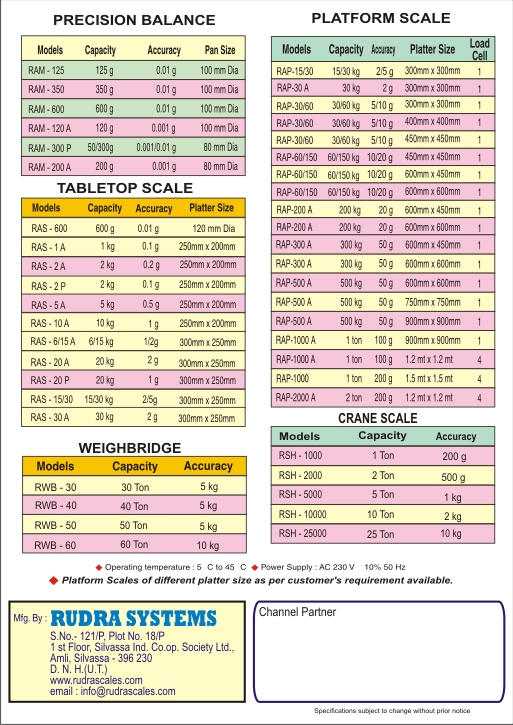 PRECISION BALANCE
Models Capacity Accuracy Pan Size
RAM - 125 125 g 0.01 g 100 mm Dia
RAM - 350 350 g 0.01 g 100 mm Dia
RAM - 600 600 g 0.01 g 100 mm Dia
RAM - 120 A 120 g 0.001 g 100 mm Dia
RAM - 300 P 50/300g 0.001/0.01 g 80 mm Dia
RAM - 200 A 200 g 0.001 g 80 mm Dia
TABLETOP SCALE
Models Capacity Accuracy Platter Size
RAS - 600 600 g 0.01 g 120 mm Dia
RAS - 1 A 1 kg 0.1 g 250mm x 200mm
RAS - 2 A 2 kg 0.2 g 250mm x 200mm
RAS - 2 P 2 kg 0.1 g 250mm x 200mm
RAS - 5 A 5 kg 0.5 g 250mm x 200mm
RAS - 10 A 10 kg 1 g 250mm x 200mm
RAS - 6/15 A 6/15 kg 1/2g 300mm x 250mm
RAS - 20 A 20 kg 2 g 300mm x 250mm
RAS - 20 P 20 kg 1 g 300mm x 250mm
RAS - 15/30 15/30 kg 2/5g 300mm x 250mm
RAS - 30 A 30 kg 2 g 300mm x 250mm
WEIGHBRIDGE
Models Capacity Accuracy
RWB - 30 30 Ton 5 kg
RWB - 40 40 Ton 5 kg
RWB - 50 50 Ton 5 kg
RWB - 60 60 Ton 10 kg
PLATFORM SCALE
Models Capacity Accuracy Platter Size Load Cell
RAP-15/30 15/30 kg 2/5 g 300mm x 300mm 1
RAP-30 A 30 kg 2 g 300mm x 300mm 1
RAP-30/60 30/60 kg 5/10 g 300mm x 300mm 1
RAP-30/60 30/60 kg 5/10 g 400mm x 400mm 1
RAP-30/60 30/60 kg 5/10 g 450mm x 450mm 1
RAP-60/150 60/150 kg 10/20 g 450mm x 450mm 1
RAP-60/150 60/150 kg 10/20 g 600mm x 450mm 1
RAP-60/150 60/150 kg 10/20 g 600mm x 600mm 1
RAP-200 A 200 kg 20 g 600mm x 450mm 1
RAP-200 A 200 kg 20 g 600mm x 600mm 1
RAP-300 A 300 kg 50 g 600mm x 450mm 1
RAP-300 A 300 kg 50 g 600mm x 600mm 1
RAP-500 A 500 kg 50 g 600mm x 600mm 1
RAP-500 A 500 kg 50 g 750mm x 750mm 1
RAP-500 A 500 kg 50 g 900mm x 900mm 1
RAP-1000 A 1 ton 100 g 900mm x 900mm 1
RAP-1000 A 1 ton 100 g 1.2 mt x 1.2 mt 4
RAP-1000 1 ton 200 g 1.5 mt x 1.5 mt 4
RAP-2000 A 2 ton 200 g 1.2 mt x 1.2 mt 4
CRANE SCALE
Models Capacity Accuracy
RSH - 1000 1 Ton 200 g
RSH - 2000 2 Ton 500 g
RSH - 5000 5 Ton 1 kg
RSH - 10000 10 Ton 2 kg
RSH - 25000 25 Ton 10 kg
◆ Operating temperature : 5 C to 45 C ◆ Power Supply : AC 230 V 10% 50 Hz
◆ Platform Scales of different platter size as per customer's requirement available.
Mfg. By : RUDRA SYSTEMS
S.No.- 121/P, Plot No. 18/P
1 st Floor, Silvassa Ind. Co.op. Society Ltd.,
Amli, Silvassa - 396 230
D. N. H.(U.T.)
www.rudrascales.com
email : info@rudrascales.com
Channel Partner
Specifications subject to change without prior notice